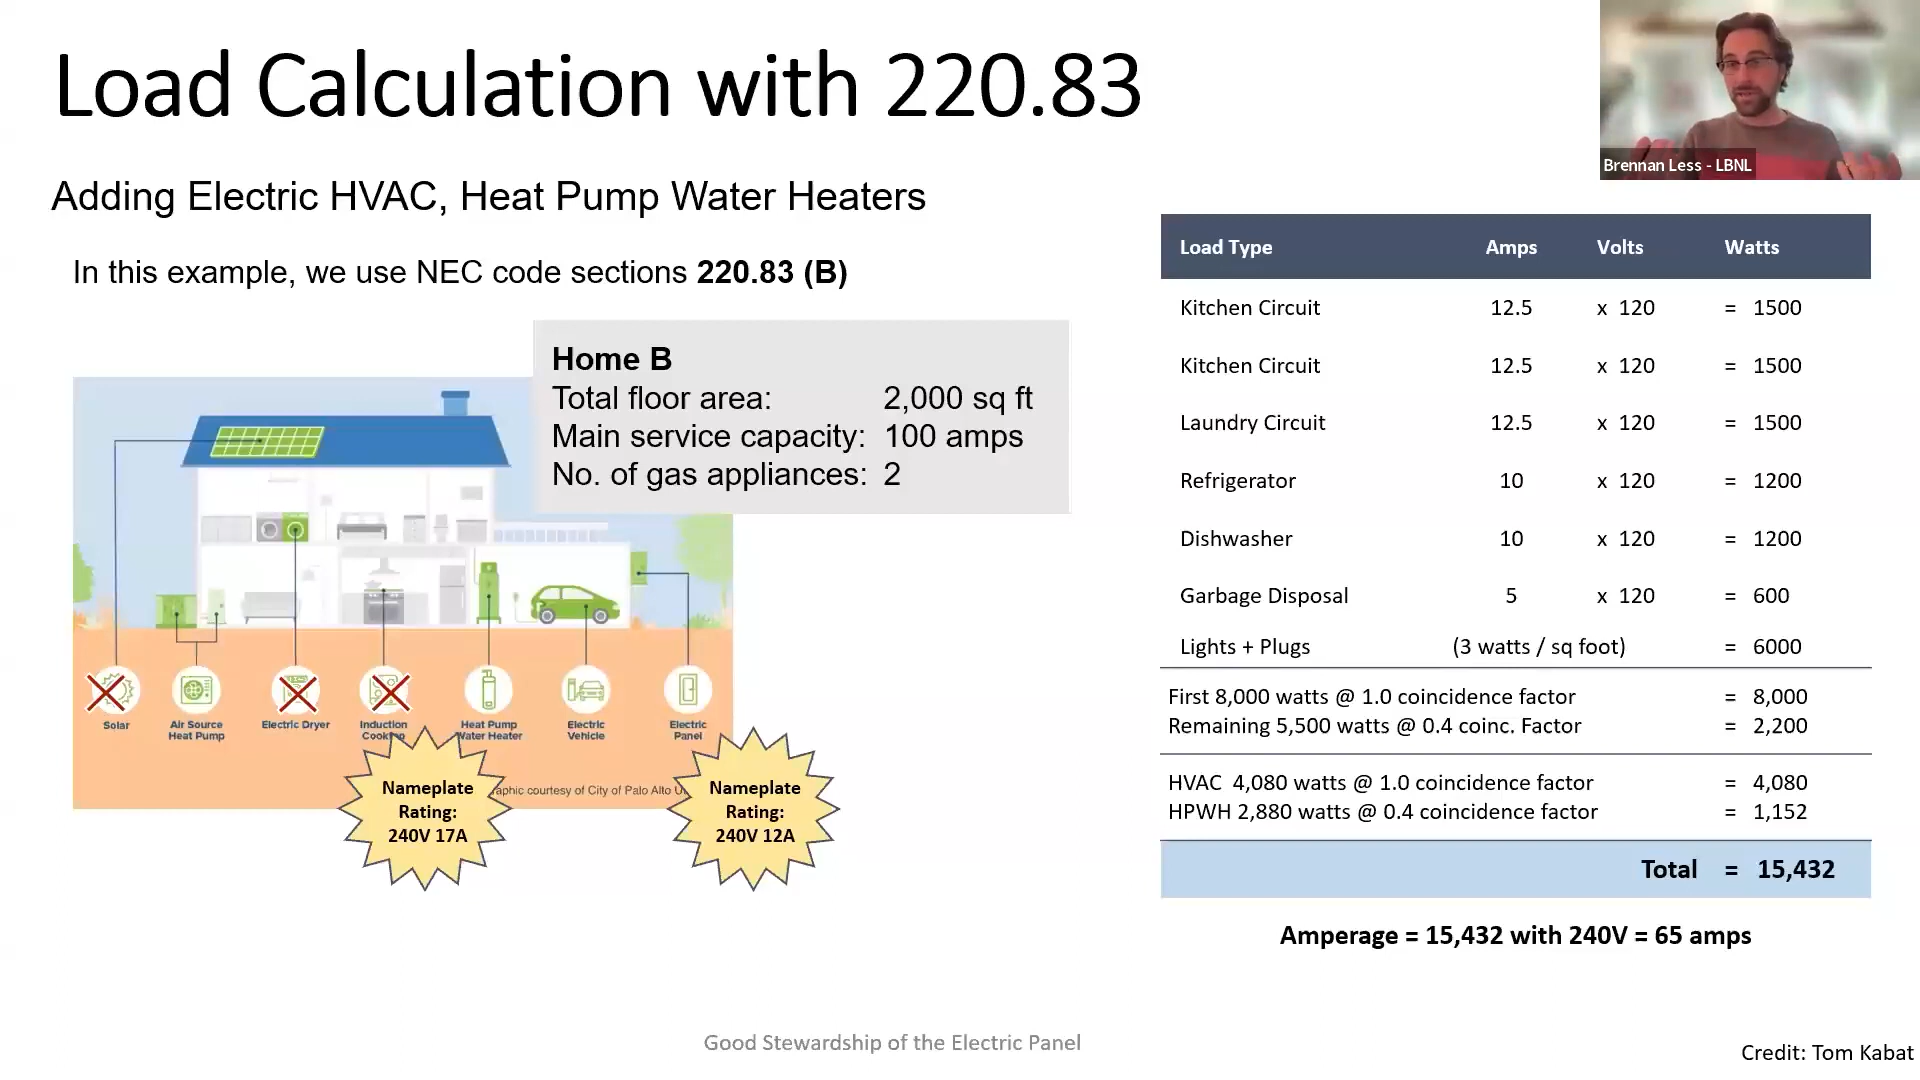 Load Calculation with 220.83
Brennan Less - LBNL
Adding Electric HVAC, Heat Pump Water Heaters
In this example, we use NEC code sections 220.83 (B)
Home B
Total floor area: 2,000 sq ft
Main service capacity: 100 amps
No. of gas appliances: 2
Solar
Air Source
Heat Pump
Electric Dryer
Induction
Heat Pump
Water Heater
Electric
Vehicle
Electric
Panel
Nameplate
Rating:
240V 17A
courtesy of City of Palo Alto
Nameplate
Rating:
240V 12A
Load Type Amps Volts Watts
Kitchen Circuit 12.5 x 120 = 1500
Kitchen Circuit 12.5 x 120 = 1500
Laundry Circuit 12.5 x 120 = 1500
Refrigerator 10 x 120 = 1200
Dishwasher 10 x 120 = 1200
Garbage Disposal 5 x 120 = 600
Lights + Plugs (3 watts / sq foot) = 6000
First 8,000 watts @ 1.0 coincidence factor = 8,000
Remaining 5,500 watts @ 0.4 coinc. Factor = 2,200
HVAC 4,080 watts @ 1.0 coincidence factor = 4,080
HPWH 2,880 watts @ 0.4 coincidence factor = 1,152
Total = 15,432
Amperage = 15,432 with 240V = 65 amps
Good Stewardship of the Electric Panel
Credit: Tom Kabat